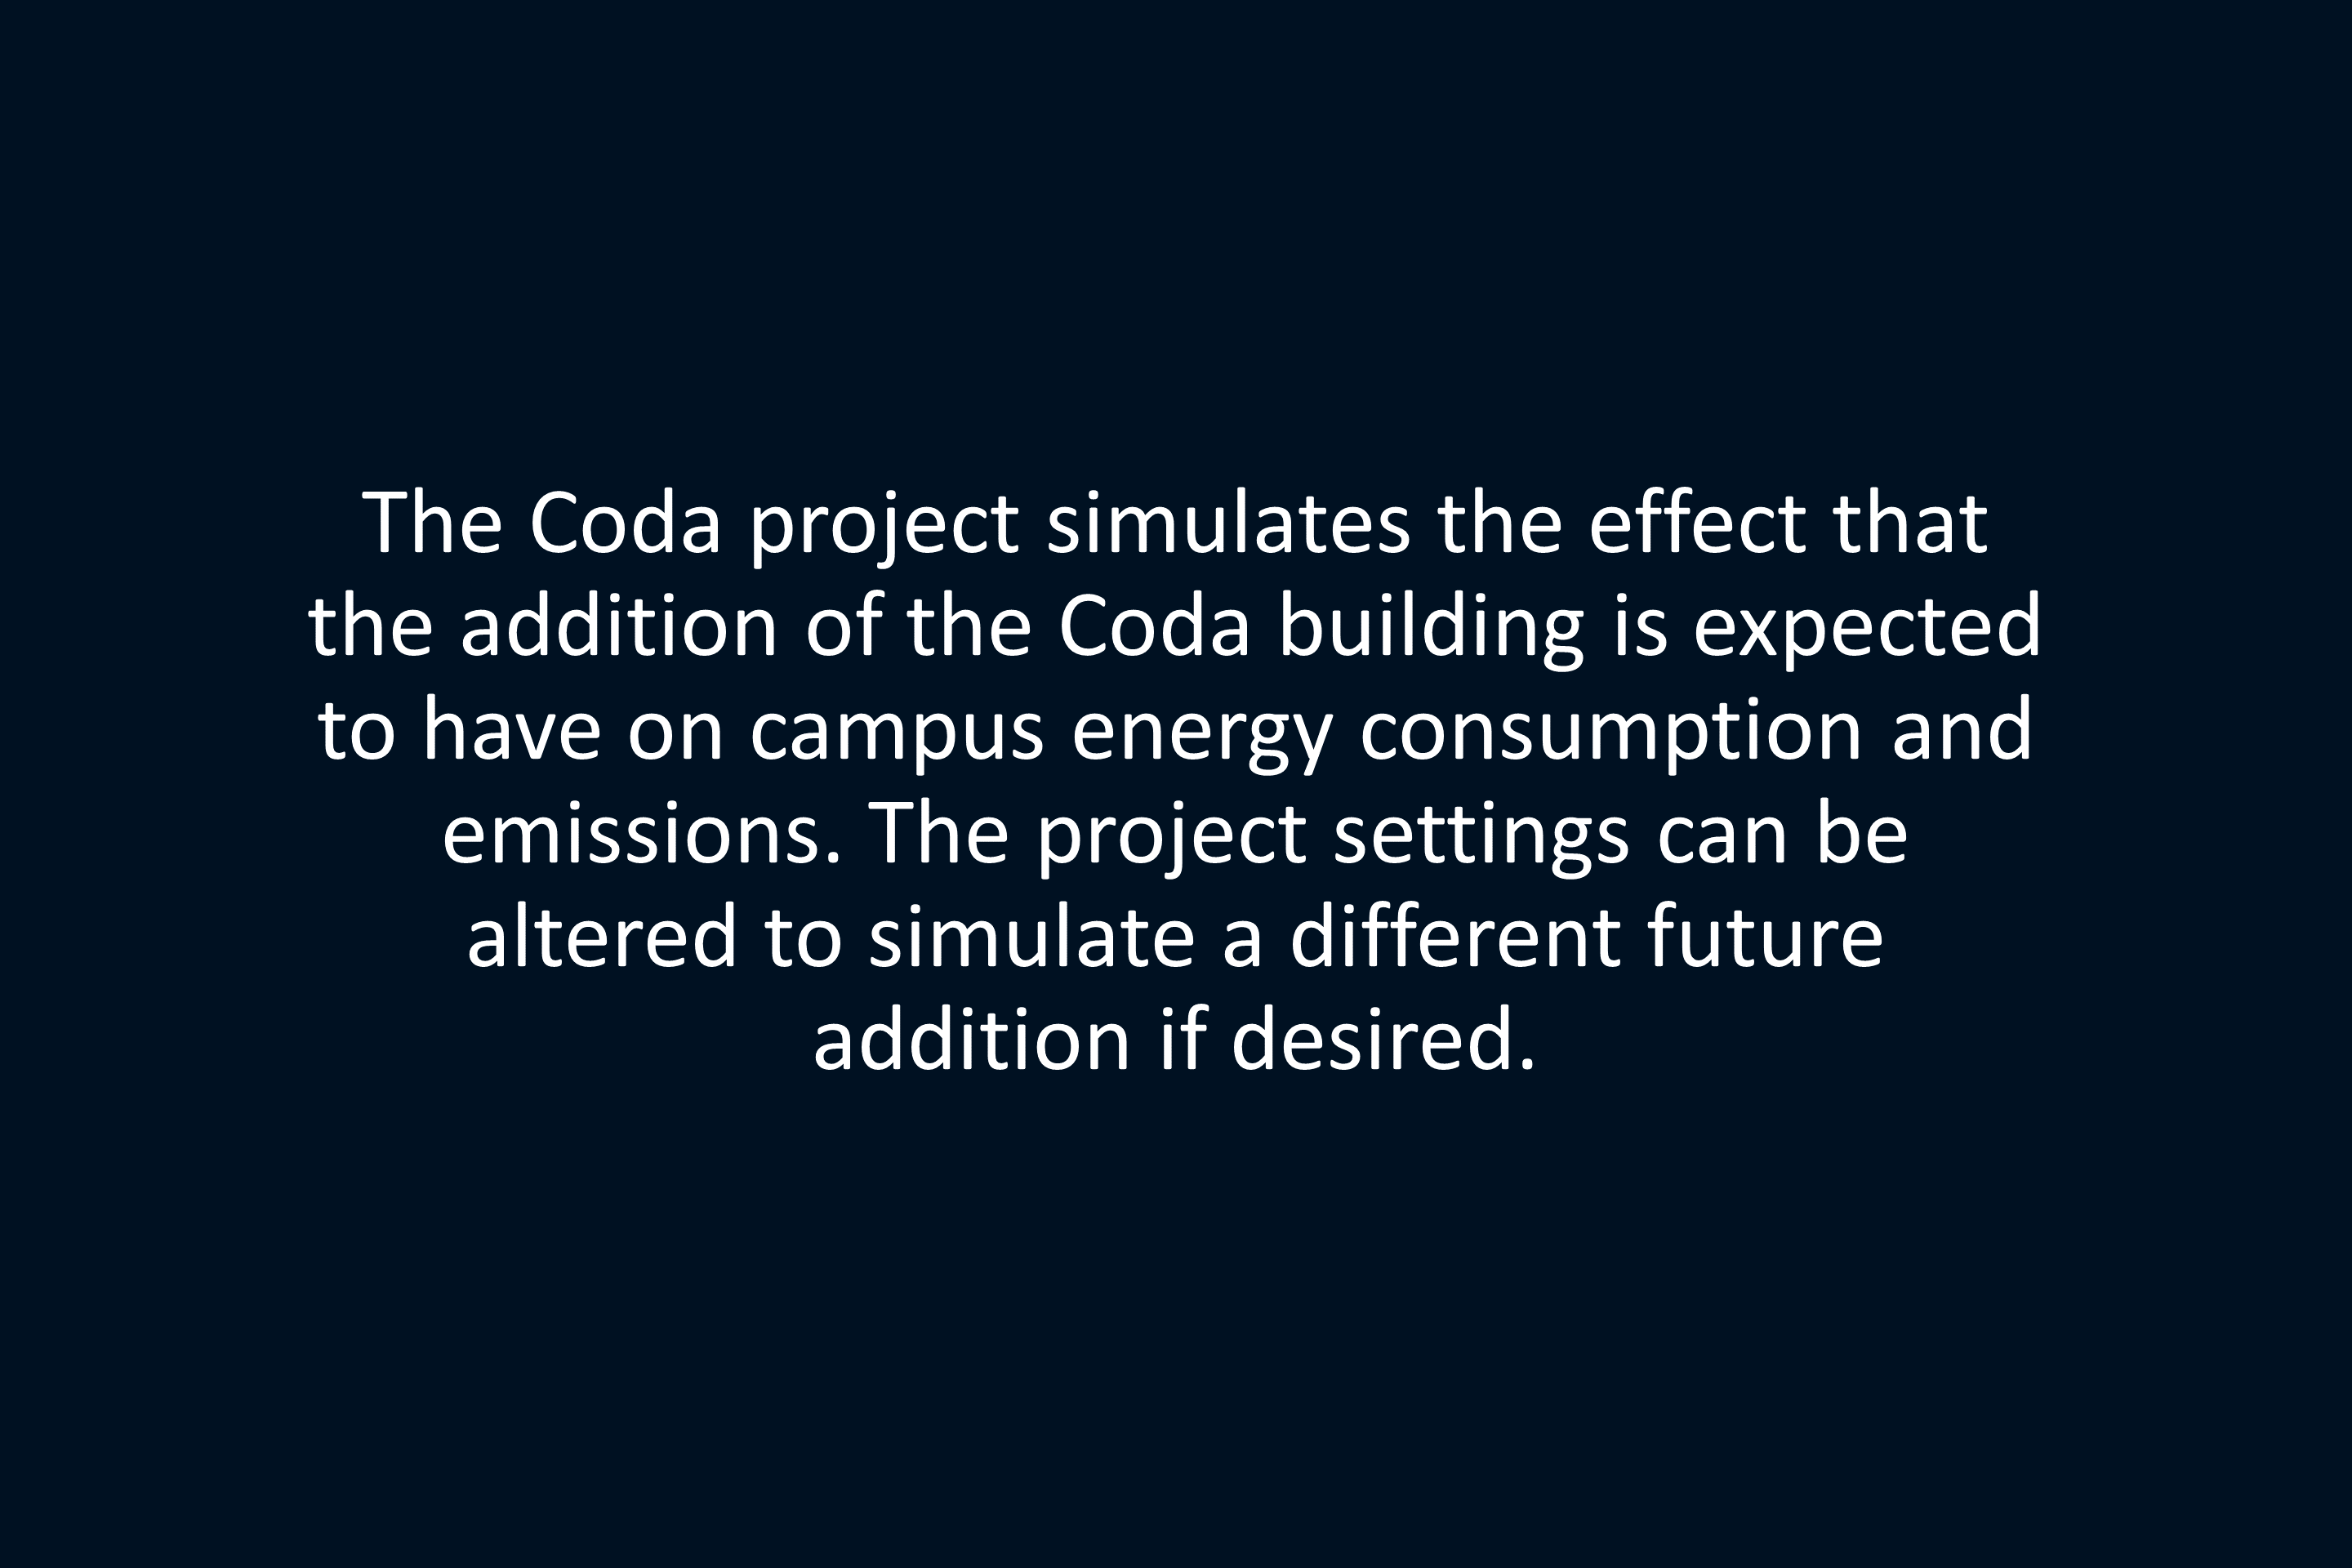 The Coda project simulates the effect that
the addition of the Coda building is expected
to have on campus energy consumption and
emissions.  The project settings can be
altered to simulate a different future
addition if desired.